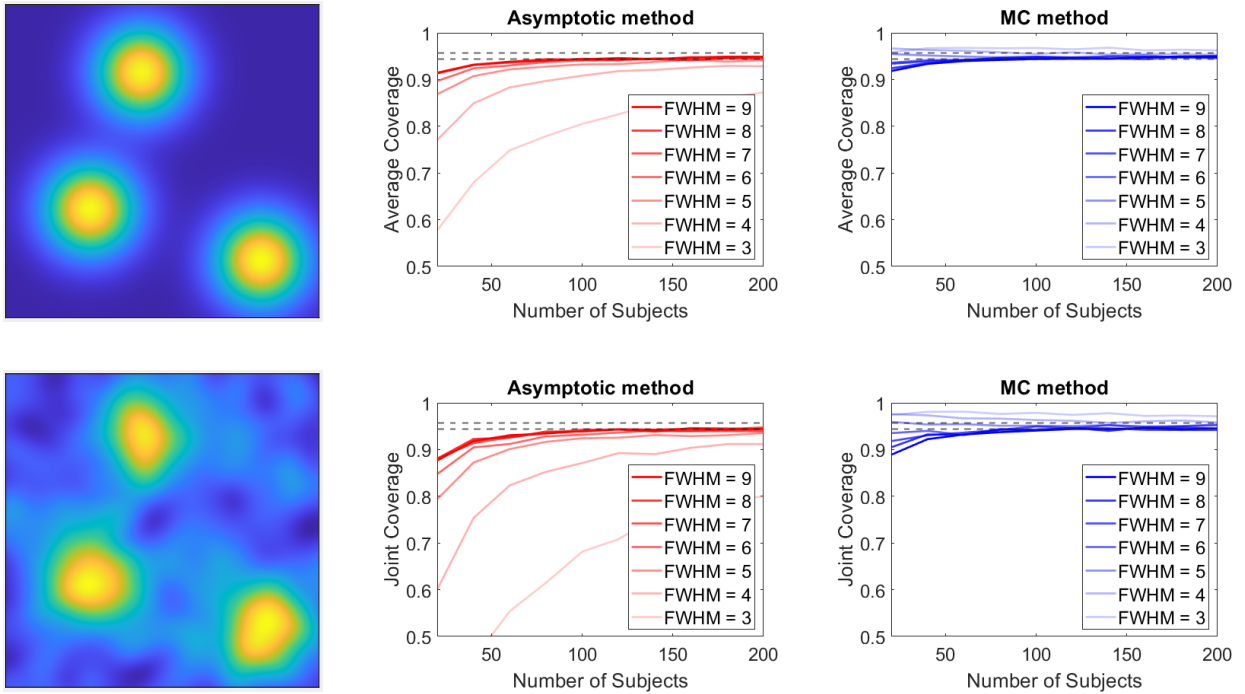 Asymptotic method
1
0.9
0.8
0.7
0.6
0.5
Average Coverage
FWHM = 9
FWHM = 8
FWHM = 7
FWHM = 6
FWHM = 5
FWHM = 4
FWHM = 3
50 100 150 200
Number of Subjects
MC method
1
0.9
0.8
0.7
0.6
0.5
Average Coverage
FWHM = 9
FWHM = 8
FWHM = 7
FWHM = 6
FWHM = 5
FWHM = 4
FWHM = 3
50 100 150 200
Number of Subjects
Asymptotic method
1
0.9
0.8
0.7
0.6
0.5
Joint Coverage
FWHM = 9
FWHM = 8
FWHM = 7
FWHM = 6
FWHM = 5
FWHM = 4
FWHM = 3
50 100 150 200
Number of Subjects
MC method
1
0.9
0.8
0.7
0.6
0.5
Joint Coverage
FWHM = 9
FWHM = 8
FWHM = 7
FWHM = 6
FWHM = 5
FWHM = 4
FWHM = 3
50 100 150 200
Number of Subjects